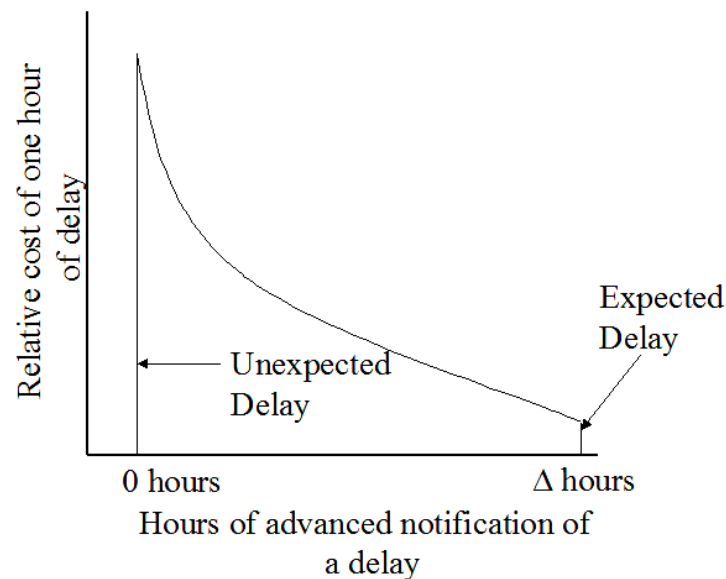 Relative cost of one hour
of delay
Expected
Delay
Unexpected
Delay
0 hours
Δ hours
Hours of advanced notification of
a delay